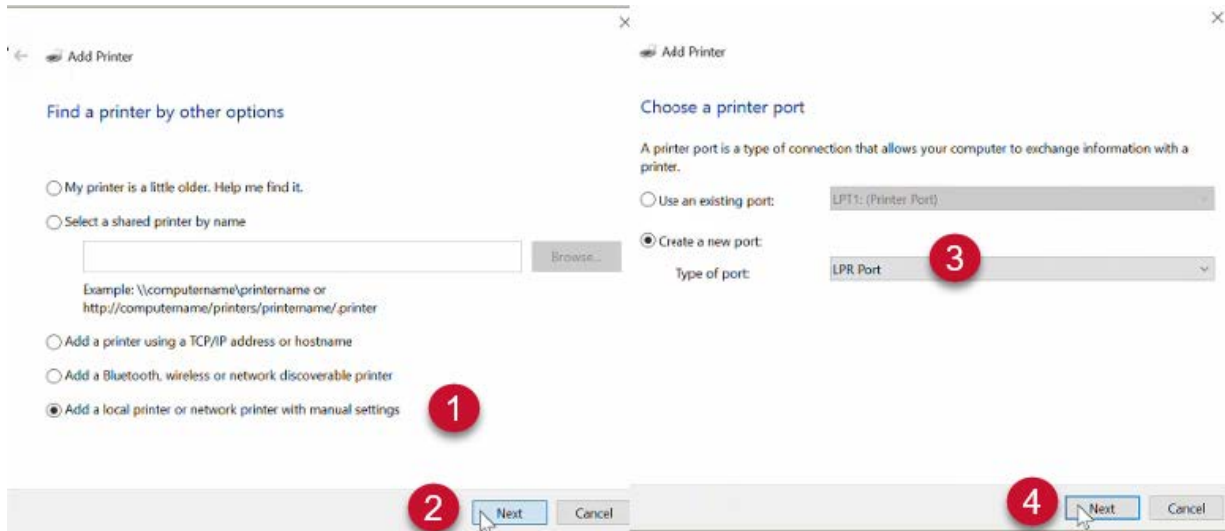 Add Printer
Find a printer by other options
My printer is a little older. Help me find it.
Select a shared printer by name
Browse...
Example: \\computername\printername or
http://computername/printers/printername/.printer
Add a printer using a TCP/IP address or hostname
Add a Bluetooth, wireless or network discoverable printer
Add a local printer or network printer with manual settings
1
2
Next
Cancel
Add Printer
Choose a printer port
A printer port is a type of connection that allows your computer to exchange information with a
printer.
Use an existing port:
LPT1: (Printer Port)
Create a new port:
Type of port:
LPR Port
3
4
Next
Cancel